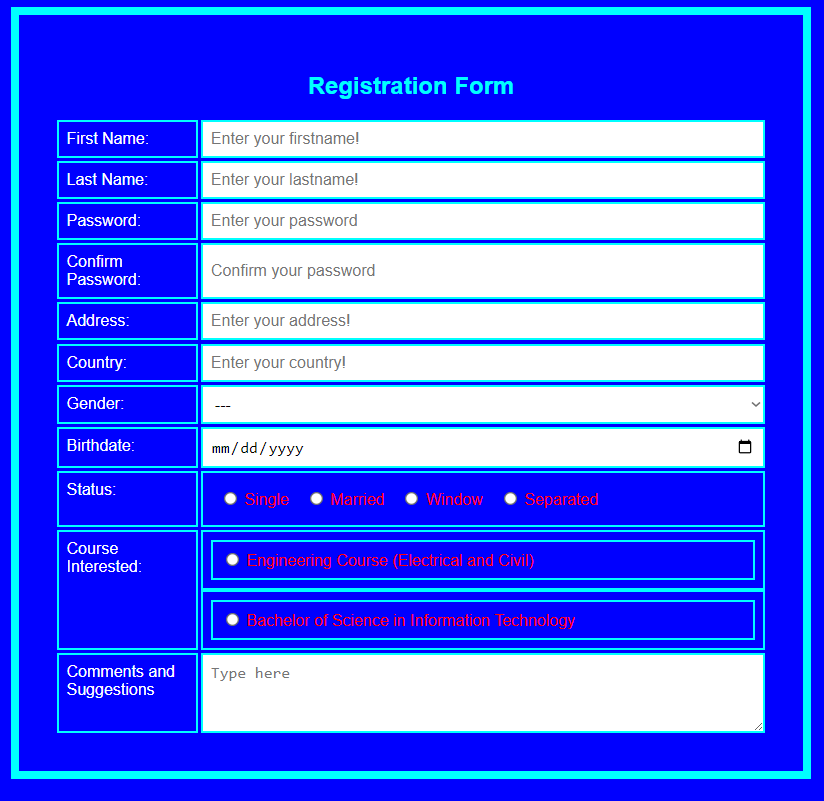 Registration Form
First Name:
Enter your firstname!
Last Name:
Enter your lastname!
Password:
Enter your password
Confirm
Password:
Confirm your password
Address:
Enter your address!
Country:
Enter your country!
Gender:
---
Birthdate:
mm/dd/yyyy
Status:
Single Married Window Separated
Course
Interested:
Engineering Course (Electrical and Civil)
Bachelor of Science in Information Technology
Comments and
Suggestions
Type here